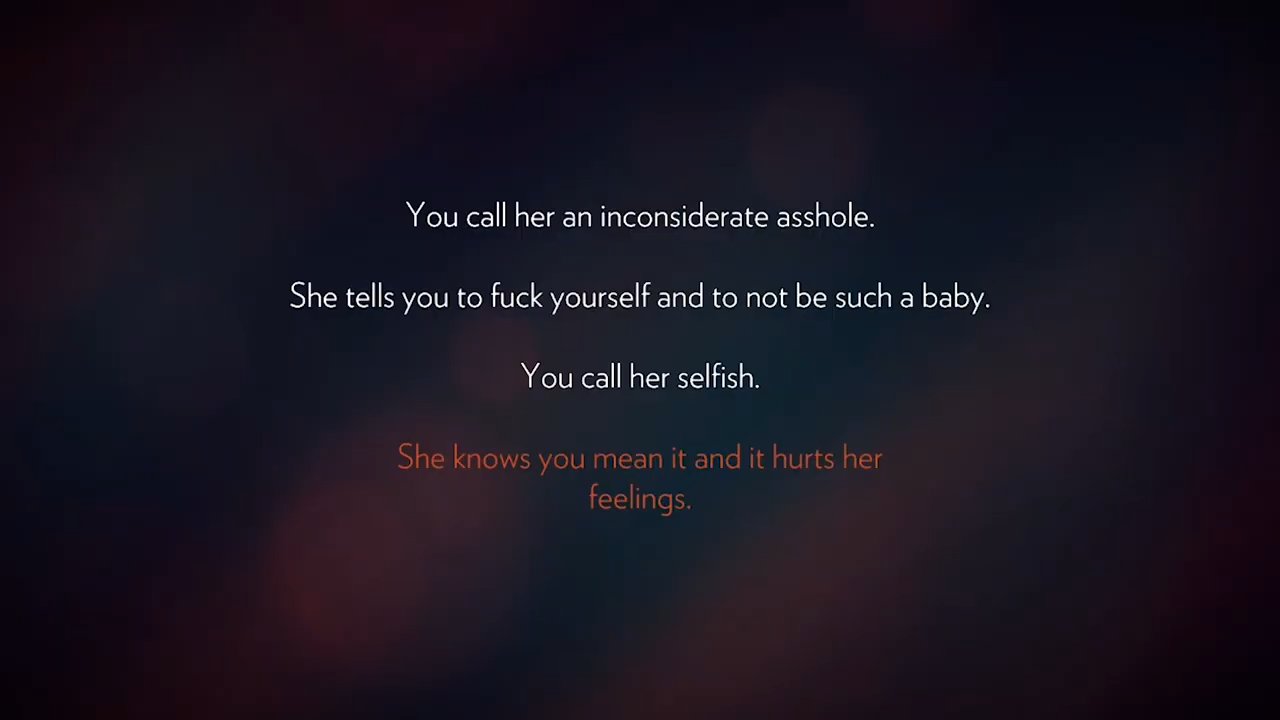 You call her an inconsiderate asshole.
She tells you to fuck yourself and to not be such a baby.
You call her selfish.
She knows you mean it and it hurts her
feelings.